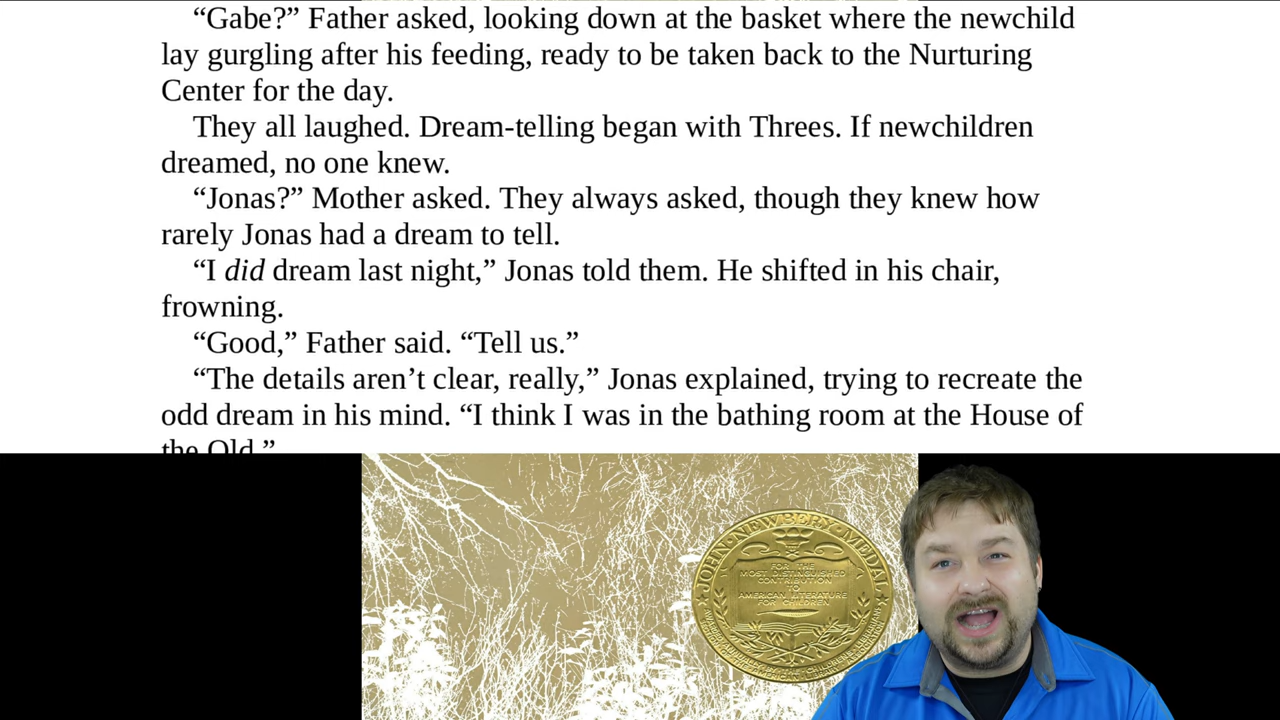 “Gabe?” Father asked, looking down at the basket where the newchild
lay gurgling after his feeding, ready to be taken back to the Nurturing
Center for the day.
They all laughed. Dream-telling began with Threes. If newchildren
dreamed, no one knew.
“Jonas?” Mother asked. They always asked, though they knew how
rarely Jonas had a dream to tell.
“I did dream last night,” Jonas told them. He shifted in his chair,
frowning.
“Good,” Father said. “Tell us.”
“The details aren’t clear, really,” Jonas explained, trying to recreate the
odd dream in his mind. “I think I was in the bathing room at the House of
the Old.”
JOHN·NEWBERY·MEDAL
FOR THE
MOST DISTINGUISHED
CONTRIBUTION
TO
AMERICAN LITERATURE
FOR CHILDREN